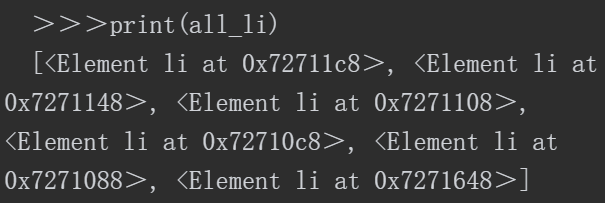 >>>print(all_li)
[<Element li at 0x72711c8>, <Element li at
0x7271148>, <Element li at 0x7271108>,
<Element li at 0x72710c8>, <Element li at
0x7271088>, <Element li at 0x7271648>]